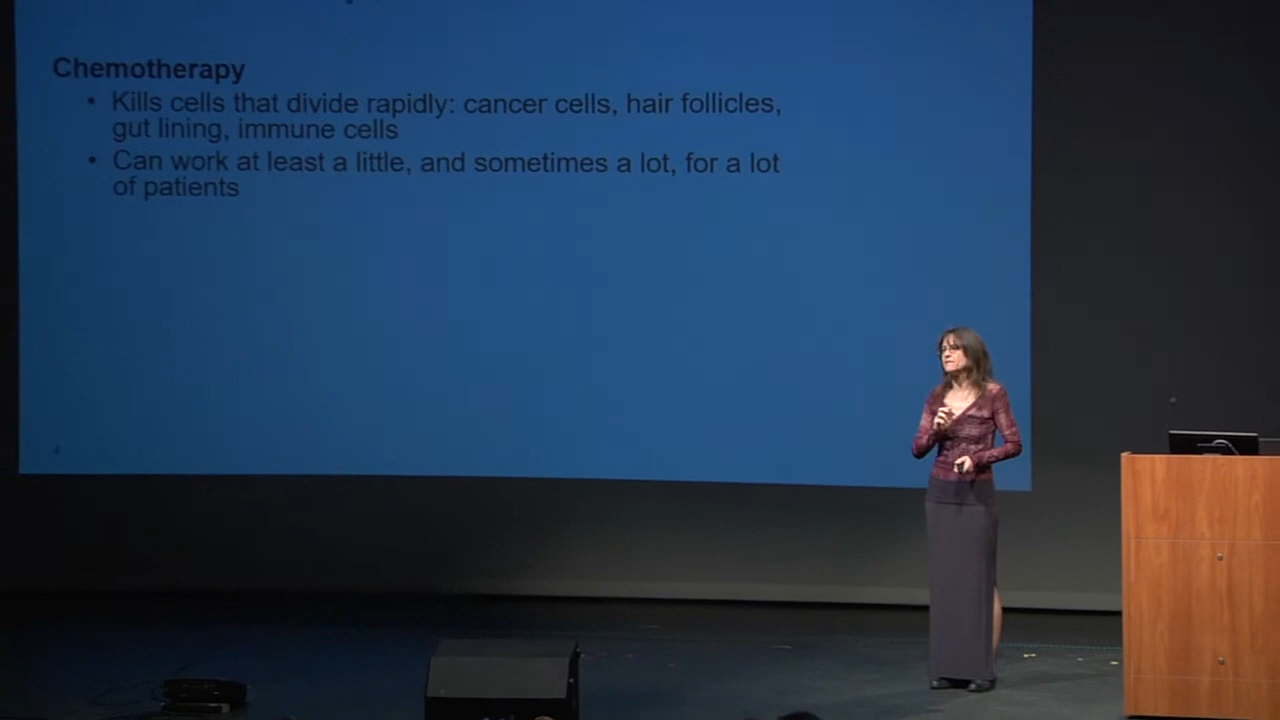 Chemotherapy
• Kills cells that divide rapidly: cancer cells, hair follicles,
gut lining, immune cells
• Can work at least a little, and sometimes a lot, for a lot
of patients